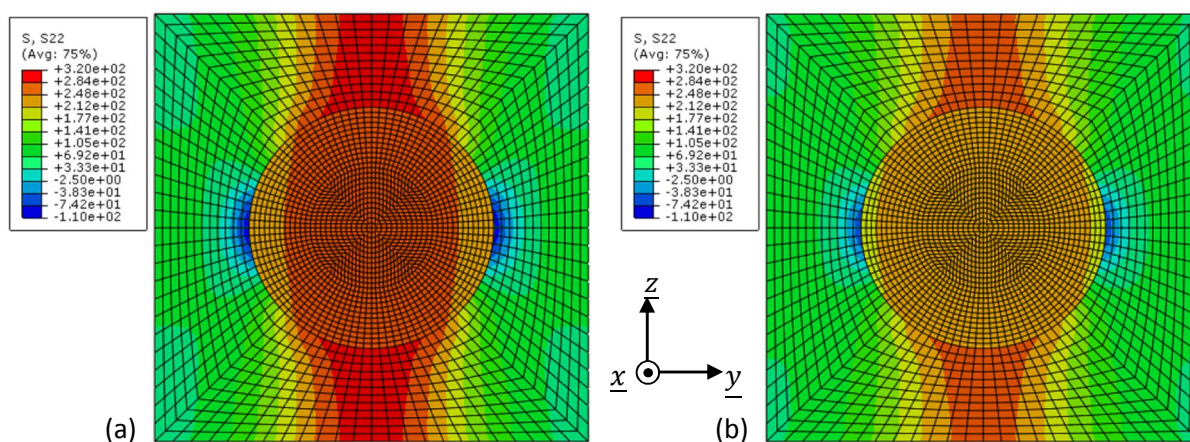 S, S22
(Avg: 75%)
+3.20e+02
+2.84e+02
+2.48e+02
+2.12e+02
+1.77e+02
+1.41e+02
+1.05e+02
+6.92e+01
+3.33e+01
-2.50e+00
-3.83e+01
-7.42e+01
-1.10e+02
(a)
z
x
y
S, S22
(Avg: 75%)
+3.20e+02
+2.84e+02
+2.48e+02
+2.12e+02
+1.77e+02
+1.41e+02
+1.05e+02
+6.92e+01
+3.33e+01
-2.50e+00
-3.83e+01
-7.42e+01
-1.10e+02
(b)